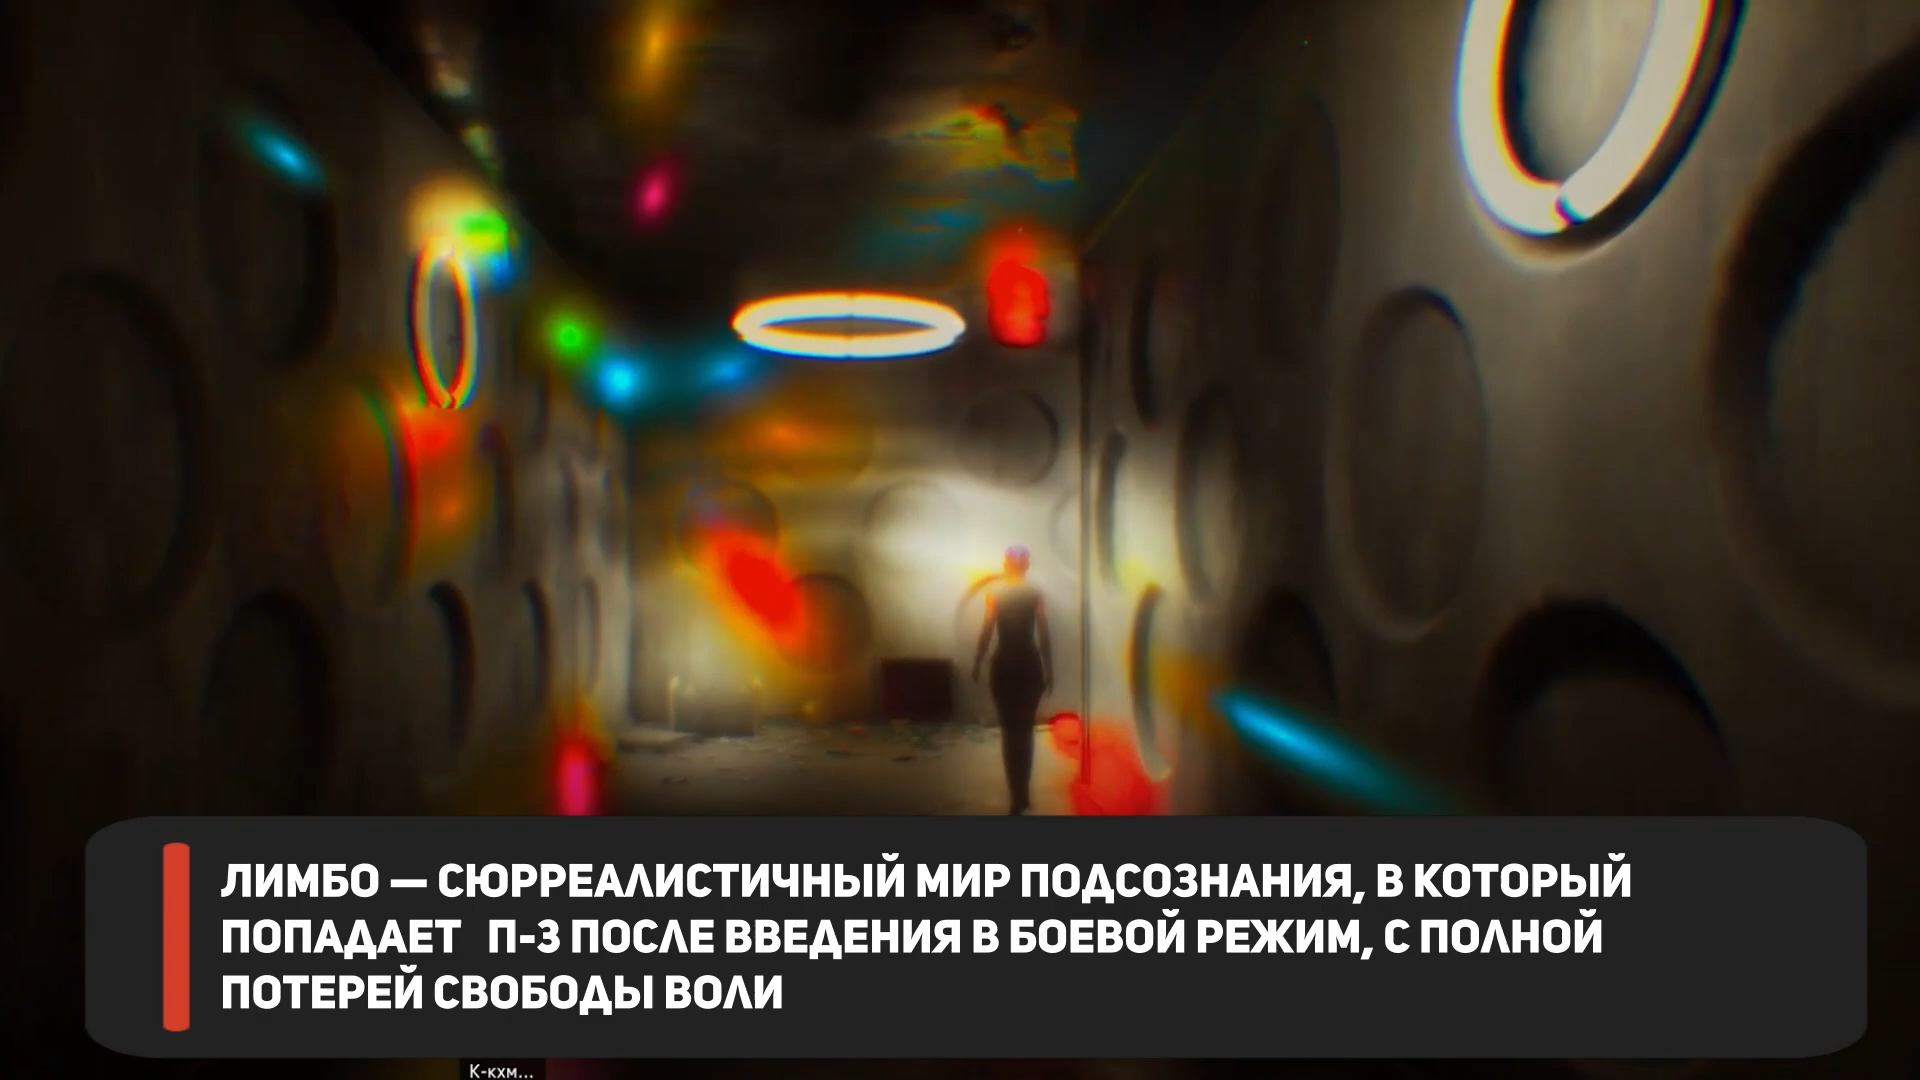 ЛИМБО — СЮРРЕАЛИСТИЧНЫЙ МИР ПОДСОЗНАНИЯ, В КОТОРЫЙ
ПОПАДАЕТ П-3 ПОСЛЕ ВВЕДЕНИЯ В БОЕВОЙ РЕЖИМ, С ПОЛНОЙ
ПОТЕРЕЙ СВОБОДЫ ВОЛИ
К-кхм...